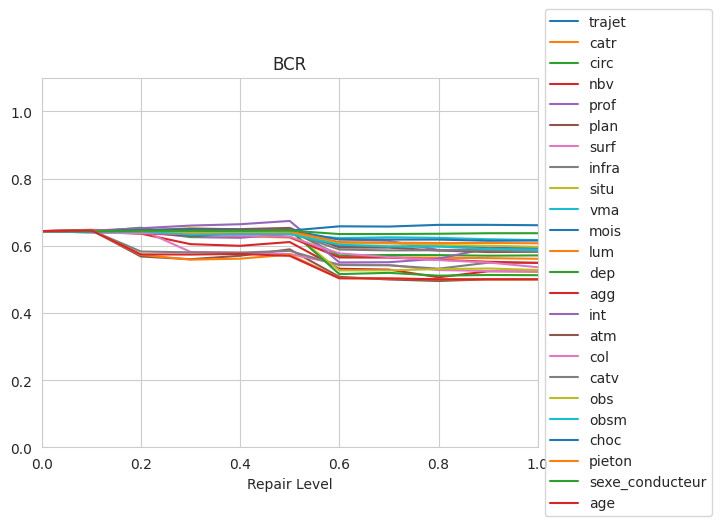 BCR
1.0
0.8
0.6
0.4
0.2
0.0
0.0 0.2 0.4 0.6 0.8 1.0
Repair Level
trajet
catr
circ
nbv
prof
plan
surf
infra
situ
vma
mois
lum
dep
agg
int
atm
col
catv
obs
obsm
choc
pieton
sexe_conducteur
age